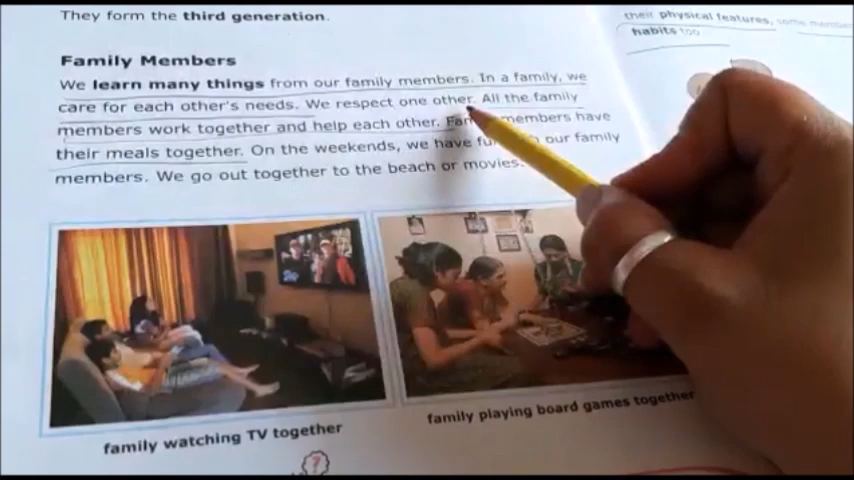 They form the third generation.
Family Members
We learn many things from our family members. In a family, we
care for each other's needs. We respect one other. All the family
members work together and help each other. members have
their meals together. On the weekends, we have our family
members. We go out together to the beach or movies.
family watching TV together
family playing board games together
?
their physical features, some
habits too